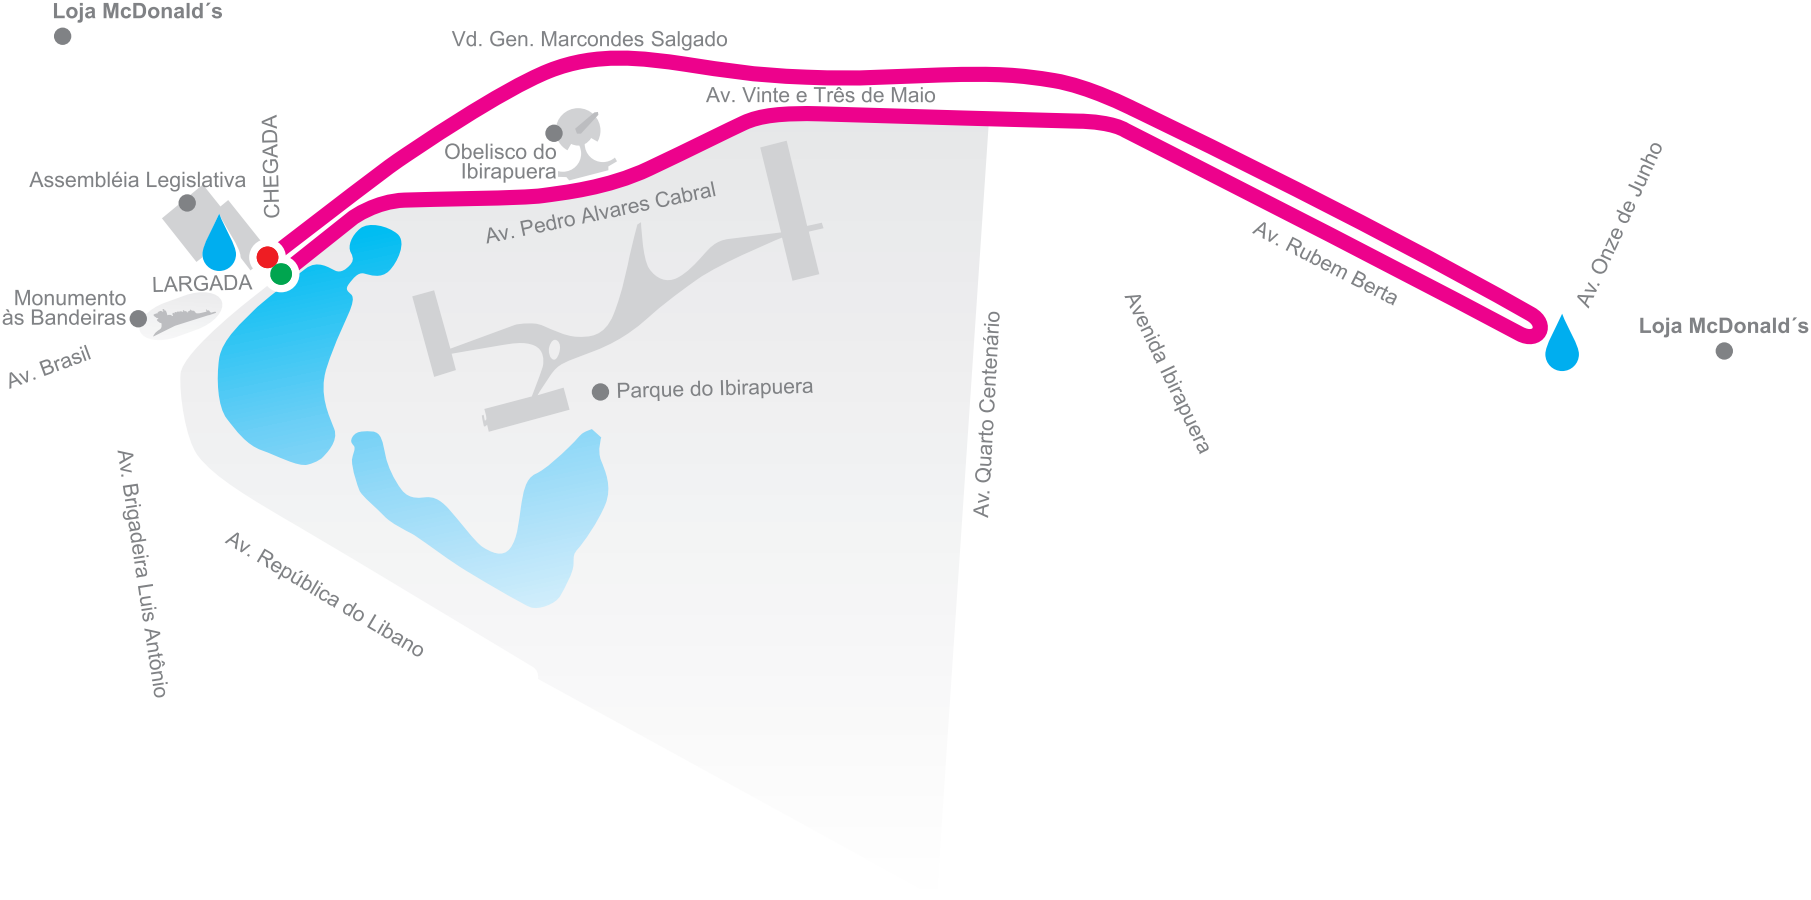 Loja McDonald´s
Vd. Gen. Marcondes Salgado
Av. Vinte e Três de Maio
CHEGADA
Obelisco do
Ibirapuera
Assembléia Legislativa
Av. Pedro Alvares Cabral
LARGADA
Monumento
às Bandeiras
Av. Brasil
Av. Rubem Berta
Av. Onze de Junho
Loja McDonald´s
Avenida Ibirapuera
Av. Quarto Centenário
Parque do Ibirapuera
Av. Brigadeira Luis Antônio
Av. República do Libano